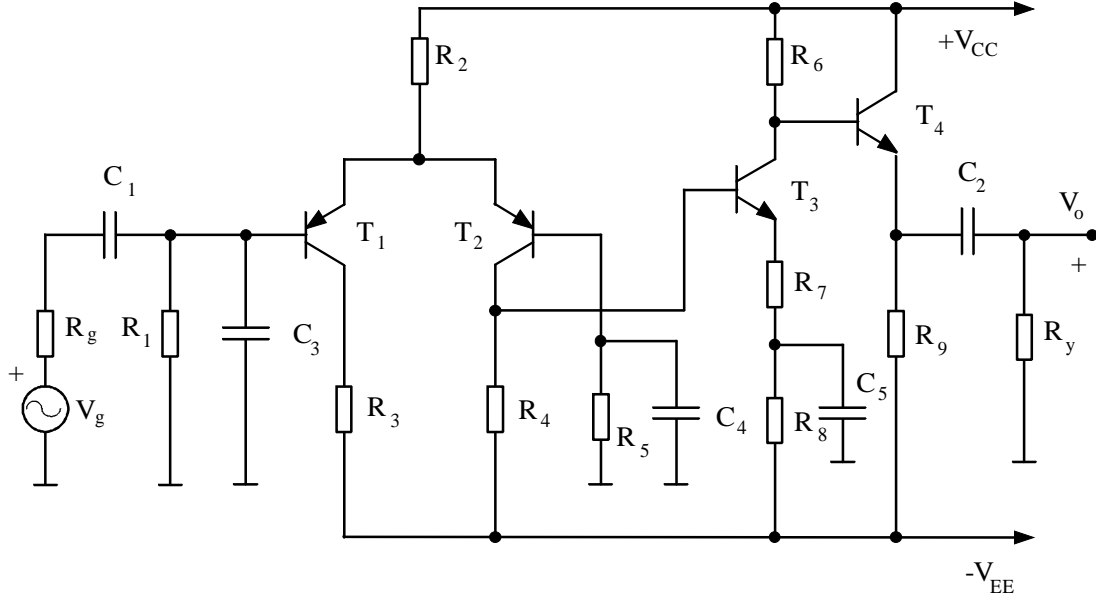 +V_CC
R_2
R_6
T_4
C_1
T_1
T_2
T_3
C_2
V_o
+
R_g
R_1
C_3
R_7
R_9
R_y
+
V_g
R_3
R_4
R_5
C_4
R_8
C_5
-V_EE